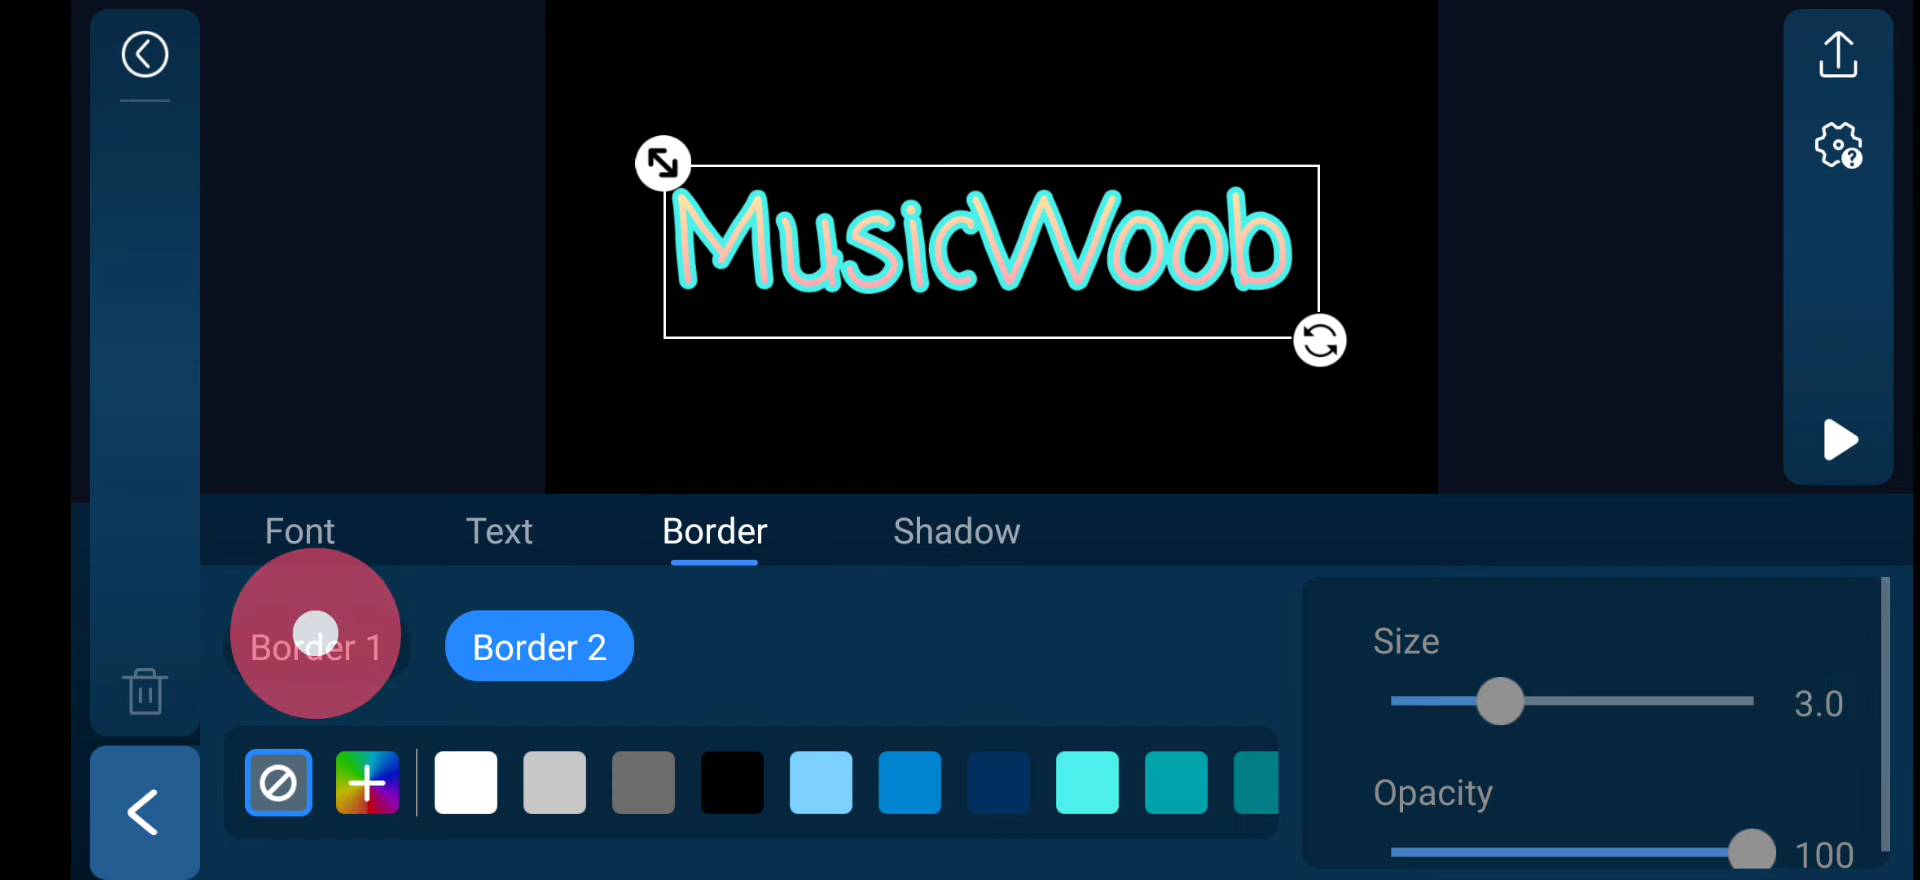 MusicWoob
Font Text Border Shadow
Border 1 Border 2
Size
3.0
Opacity
100